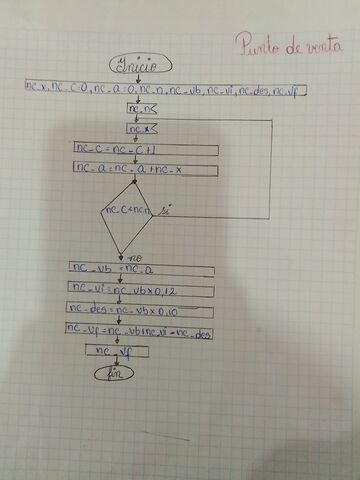 Punto de venta
Inicio
nc_x, nc_c=0, nc_a=0, nc_n, nc_vb, nc_vi, nc_des, nc_vf
nc_n
nc_x
nc_c=nc_c+1
nc_a=nc_a+nc_x
nc_c<nc_n si
no
nc_vb=nc_a
nc_vi=nc_vb×0,12
nc_des=nc_vb×0,10
nc_vf=nc_vb+nc_vi-nc_des
nc_vf
fin